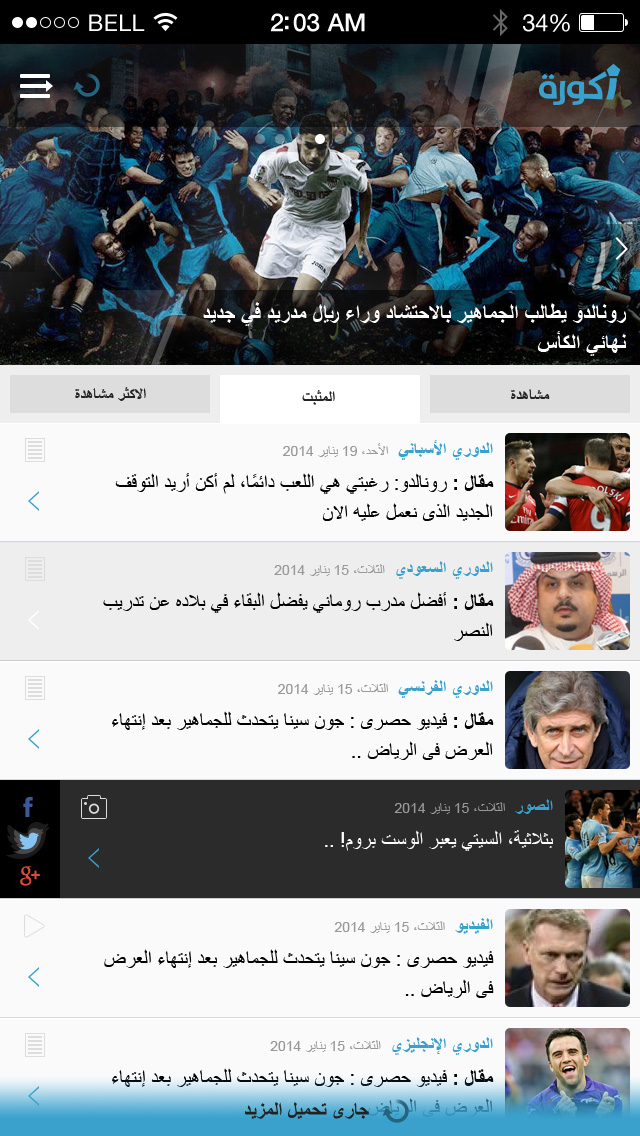 BELL 2:03 AM 34%
أكورة
رونالدو يطالب الجماهير بالاحتشاد وراء ريال مدريد في جديد
نهائي الكأس
مشاهدة
المثبت
الاكثر مشاهدة
الدوري الأسباني الأحد، 19 يناير 2014
مقال : رونالدو: رغبتي هي اللعب دائمًا، لم أكن أريد التوقف
الجديد الذى نعمل عليه الان
الدوري السعودي الثلاث، 15 يناير 2014
مقال : أفضل مدرب روماني يفضل البقاء في بلاده عن تدريب
النصر
الدوري الفرنسي الثلاث، 15 يناير 2014
مقال : فيديو حصرى : جون سينا يتحدث للجماهير بعد إنتهاء
العرض فى الرياض ..
الصور الثلاث، 15 يناير 2014
بثلاثية، السيتي يعبر الوست بروم! ..
f
g+
الفيديو الثلاث، 15 يناير 2014
فيديو حصرى : جون سينا يتحدث للجماهير بعد إنتهاء العرض
فى الرياض ..
الدوري الإنجليزي الثلاث، 15 يناير 2014
مقال : فيديو حصرى : جون سينا يتحدث للجماهير بعد إنتهاء
العرض فى الرياض ..
جارى تحميل المزيد